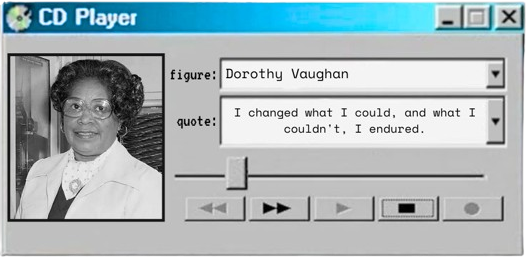 CD Player
figure: Dorothy Vaughan
quote: I changed what I could, and what I
couldn't, I endured.